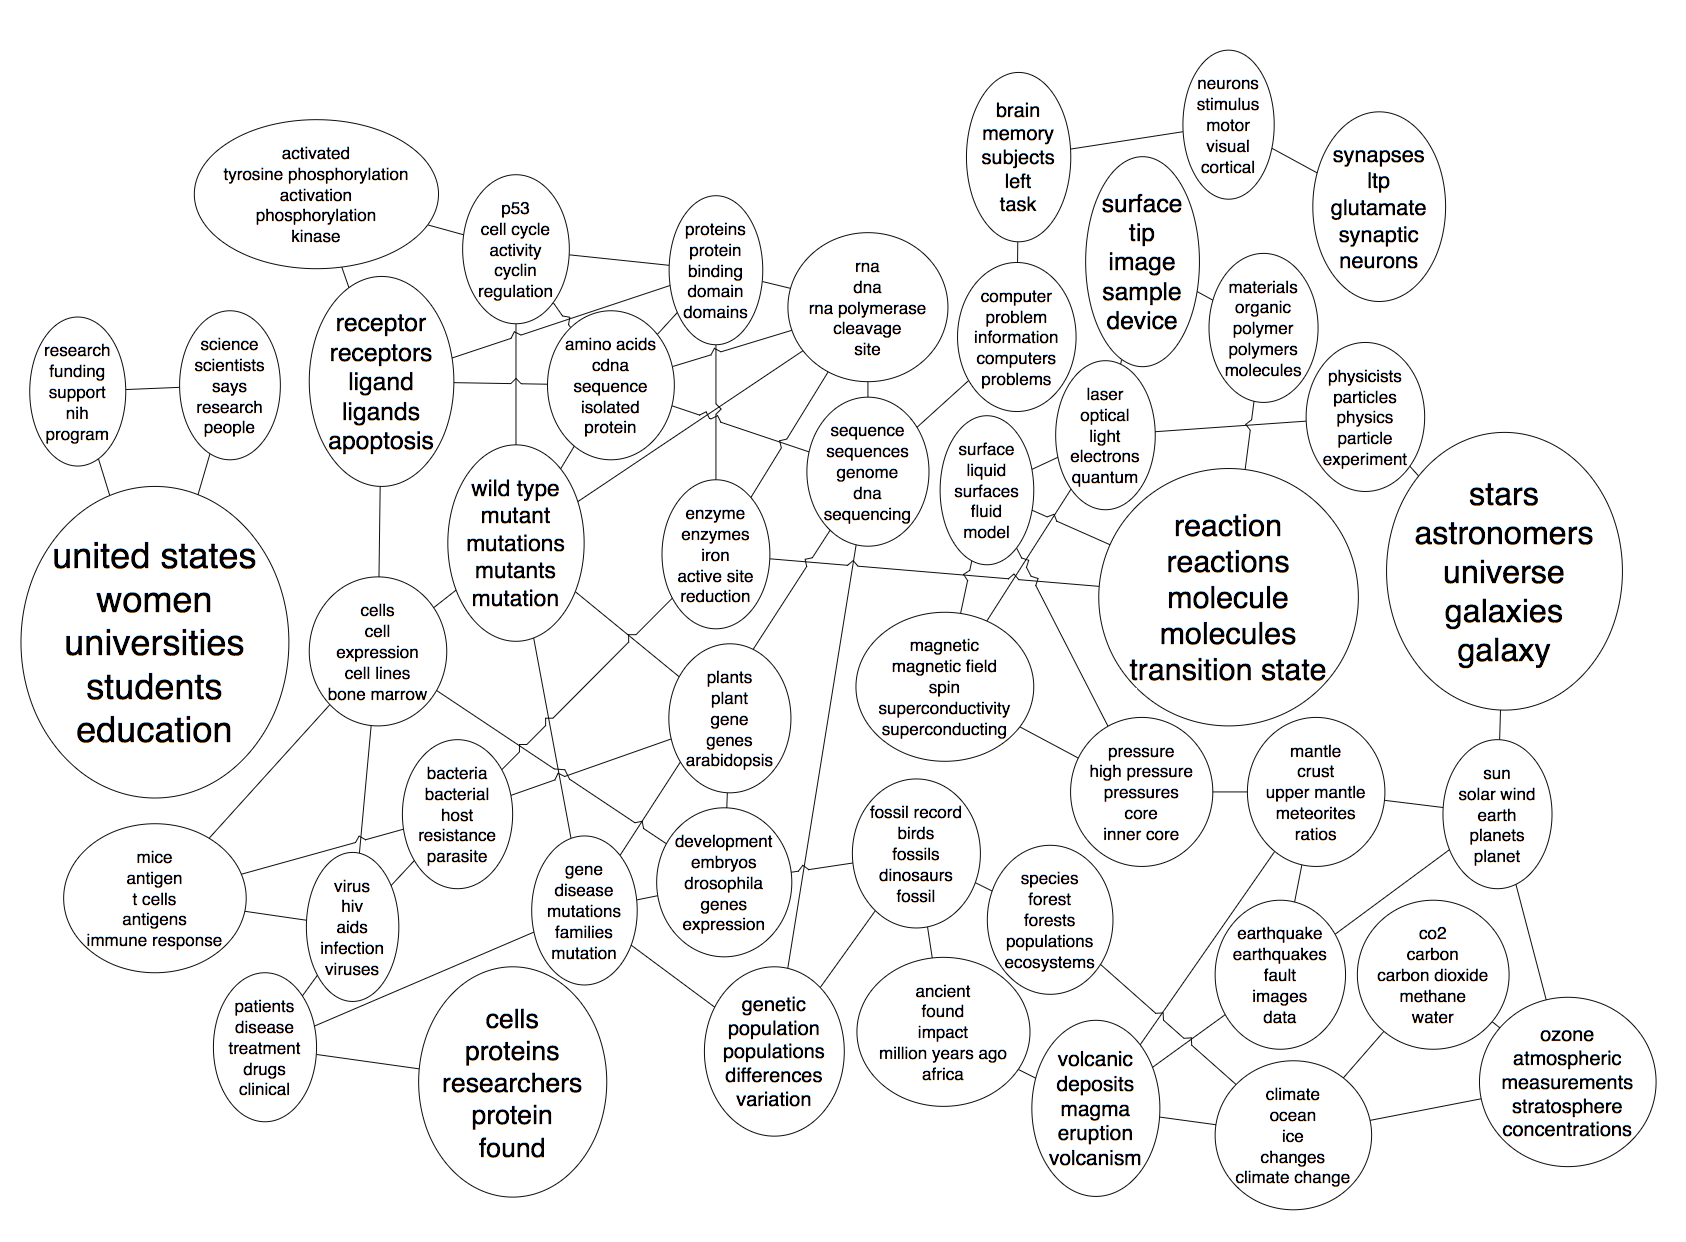 neurons
stimulus
motor
visual
cortical
brain
memory
subjects
left
task
synapses
ltp
glutamate
synaptic
neurons
activated
tyrosine phosphorylation
activation
phosphorylation
kinase
p53
cell cycle
activity
cyclin
regulation
proteins
protein
binding
domain
domains
surface
tip
image
sample
device
rna
dna
rna polymerase
cleavage
site
computer
problem
information
computers
problems
materials
organic
polymer
polymers
molecules
research
funding
support
nih
program
science
scientists
says
research
people
receptor
receptors
ligand
ligands
apoptosis
amino acids
cdna
sequence
isolated
protein
laser
optical
light
electrons
quantum
physicists
particles
physics
particle
experiment
sequence
sequences
genome
dna
sequencing
surface
liquid
surfaces
fluid
model
wild type
mutant
mutations
mutants
mutation
enzyme
enzymes
iron
active site
reduction
reaction
reactions
molecule
molecules
transition state
stars
astronomers
universe
galaxies
galaxy
united states
women
universities
students
education
cells
cell
expression
cell lines
bone marrow
plants
plant
gene
genes
arabidopsis
magnetic
magnetic field
spin
superconductivity
superconducting
pressure
high pressure
pressures
core
inner core
mantle
crust
upper mantle
meteorites
ratios
sun
solar wind
earth
planets
planet
bacteria
bacterial
host
resistance
parasite
mice
antigen
t cells
antigens
immune response
virus
hiv
aids
infection
viruses
gene
disease
mutations
families
mutation
development
embryos
drosophila
genes
expression
fossil record
birds
fossils
dinosaurs
fossil
species
forest
forests
populations
ecosystems
earthquake
earthquakes
fault
images
data
co2
carbon
carbon dioxide
methane
water
patients
disease
treatment
drugs
clinical
cells
proteins
researchers
protein
found
genetic
population
populations
differences
variation
ancient
found
impact
million years ago
africa
volcanic
deposits
magma
eruption
volcanism
climate
ocean
ice
changes
climate change
ozone
atmospheric
measurements
stratosphere
concentrations